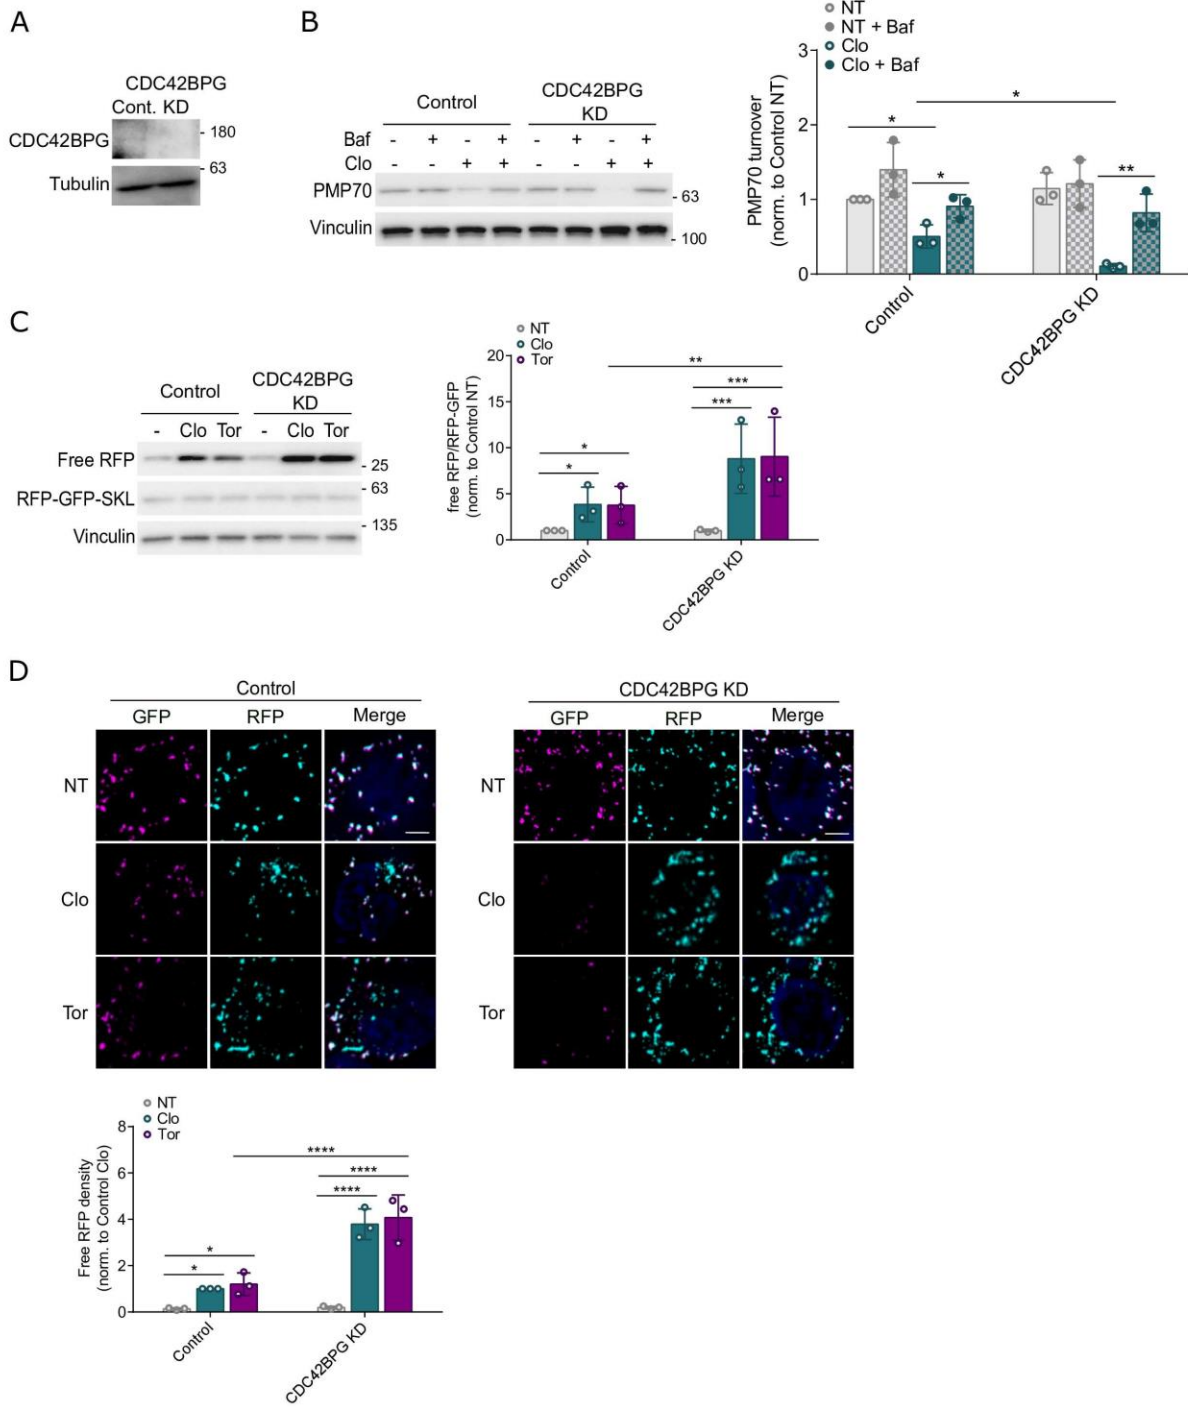 A
CDC42BPG
Cont. KD
CDC42BPG
- 180
- 63
Tubulin
B
Control
CDC42BPG
KD
Baf - + - + - + - +
Clo - - + + - - + +
PMP70
- 63
Vinculin
- 100
NT
NT + Baf
Clo
Clo + Baf
PMP70 turnover
(norm. to Control NT)
3
2
1
0
*
*
*
**
Control
CDC42BPG KD
C
Control
CDC42BPG
KD
- Clo Tor - Clo Tor
Free RFP
- 25
- 63
RFP-GFP-SKL
- 135
Vinculin
NT
Clo
Tor
free RFP/RFP-GFP
(norm. to Control NT)
20
15
10
5
0
**
***
***
*
*
Control
CDC42BPG KD
D
Control
GFP RFP Merge
NT
Clo
Tor
CDC42BPG KD
GFP RFP Merge
NT
Clo
Tor
NT
Clo
Tor
Free RFP density
(norm. to Control Clo)
8
6
4
2
0
****
****
****
*
*
Control
CDC42BPG KD